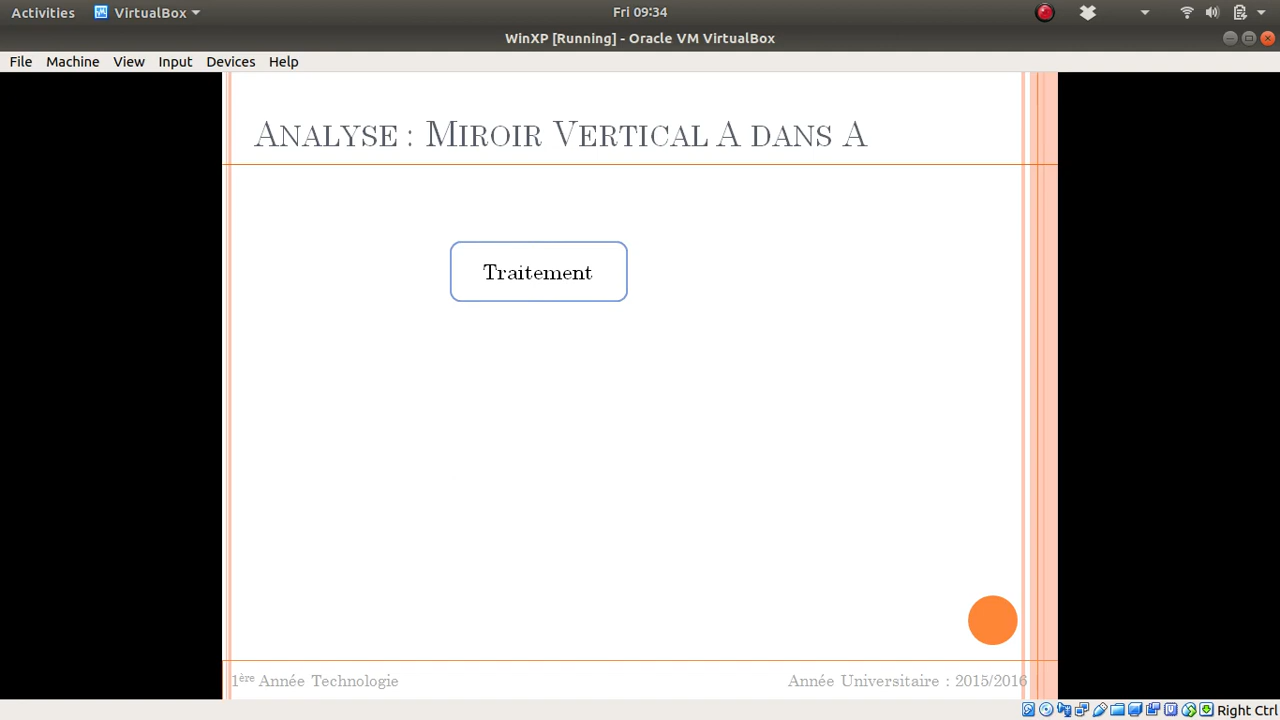 Activities VirtualBox Fri 09:34
WinXP [Running] - Oracle VM VirtualBox
File Machine View Input Devices Help
Analyse : Miroir Vertical A dans A
Traitement
1ère Année Technologie Année Universitaire : 2015/2016
Right Ctrl